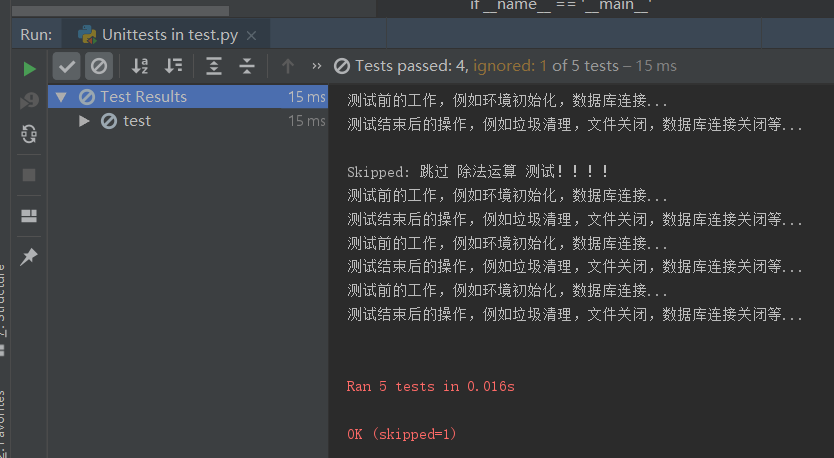 if __name__ == '__main__'
Run: Unittests in test.py
Tests passed: 4, ignored: 1 of 5 tests – 15 ms
Test Results 15 ms
test 15 ms
测试前的工作，例如环境初始化，数据库连接...
测试结束后的操作，例如垃圾清理，文件关闭，数据库连接关闭等...
Skipped: 跳过 除法运算 测试！！！！
测试前的工作，例如环境初始化，数据库连接...
测试结束后的操作，例如垃圾清理，文件关闭，数据库连接关闭等...
测试前的工作，例如环境初始化，数据库连接...
测试结束后的操作，例如垃圾清理，文件关闭，数据库连接关闭等...
测试前的工作，例如环境初始化，数据库连接...
测试结束后的操作，例如垃圾清理，文件关闭，数据库连接关闭等...
Ran 5 tests in 0.016s
OK (skipped=1)
Z: Structure
Favorites